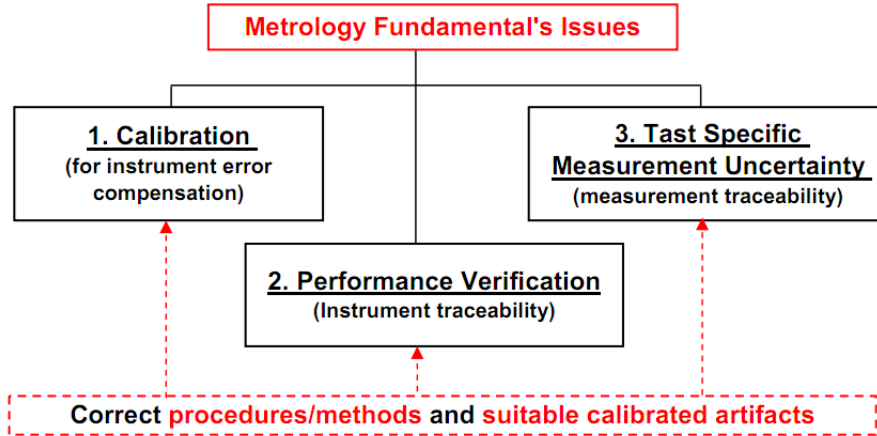 Metrology Fundamental's Issues
1. Calibration
(for instrument error
compensation)
3. Tast Specific
Measurement Uncertainty
(measurement traceability)
2. Performance Verification
(Instrument traceability)
Correct procedures/methods and suitable calibrated artifacts